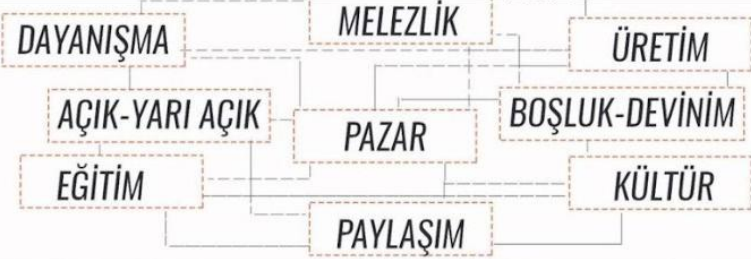 MELEZLİK
DAYANIŞMA
ÜRETİM
AÇIK-YARI AÇIK
BOŞLUK-DEVİNİM
PAZAR
EĞİTİM
KÜLTÜR
PAYLAŞIM